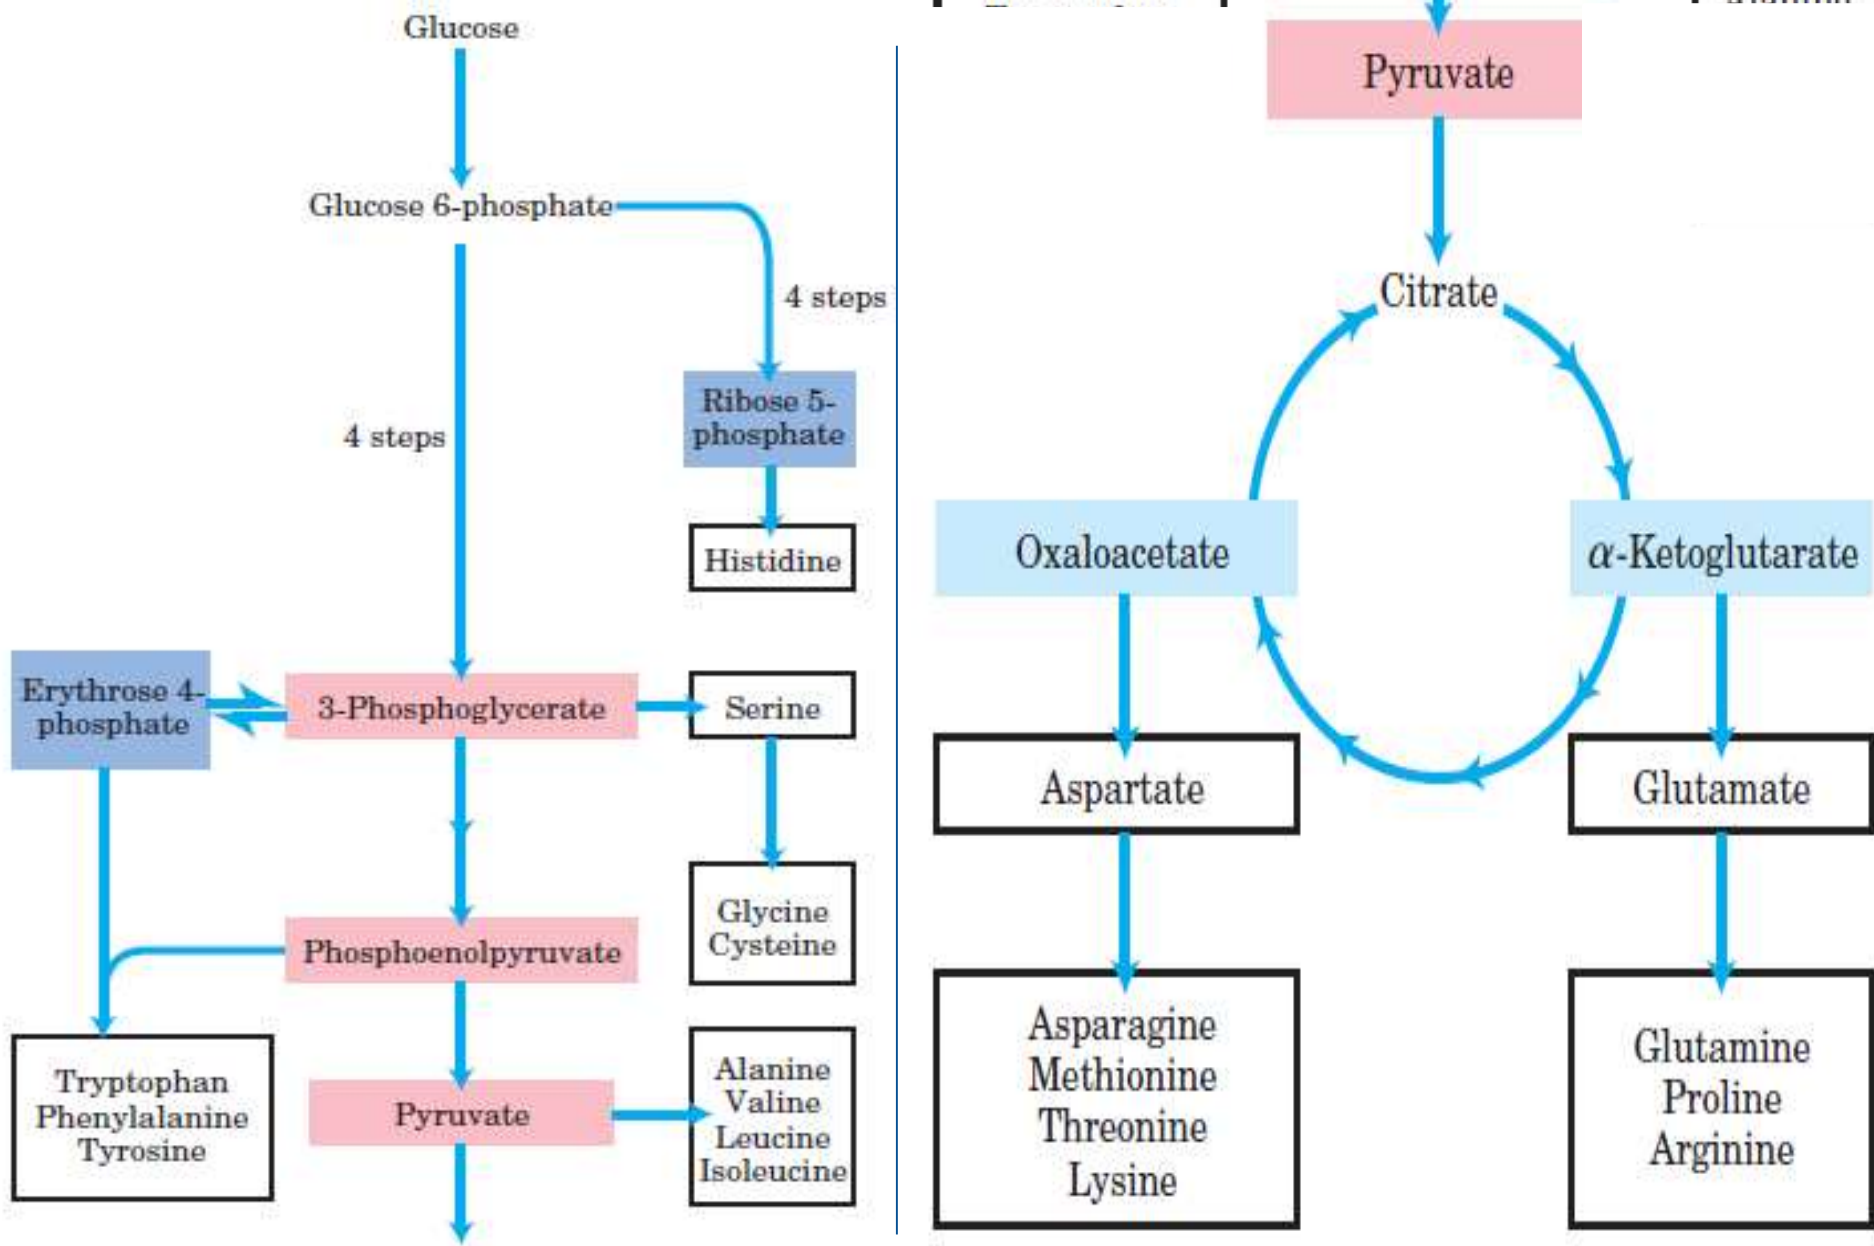 Glucose
Glucose 6-phosphate
4 steps
Ribose 5-
phosphate
4 steps
Histidine
Erythrose 4-
phosphate
3-Phosphoglycerate
Serine
Glycine
Cysteine
Phosphoenolpyruvate
Tryptophan
Phenylalanine
Tyrosine
Pyruvate
Alanine
Valine
Leucine
Isoleucine
Pyruvate
Citrate
Oxaloacetate
α-Ketoglutarate
Aspartate
Glutamate
Asparagine
Methionine
Threonine
Lysine
Glutamine
Proline
Arginine